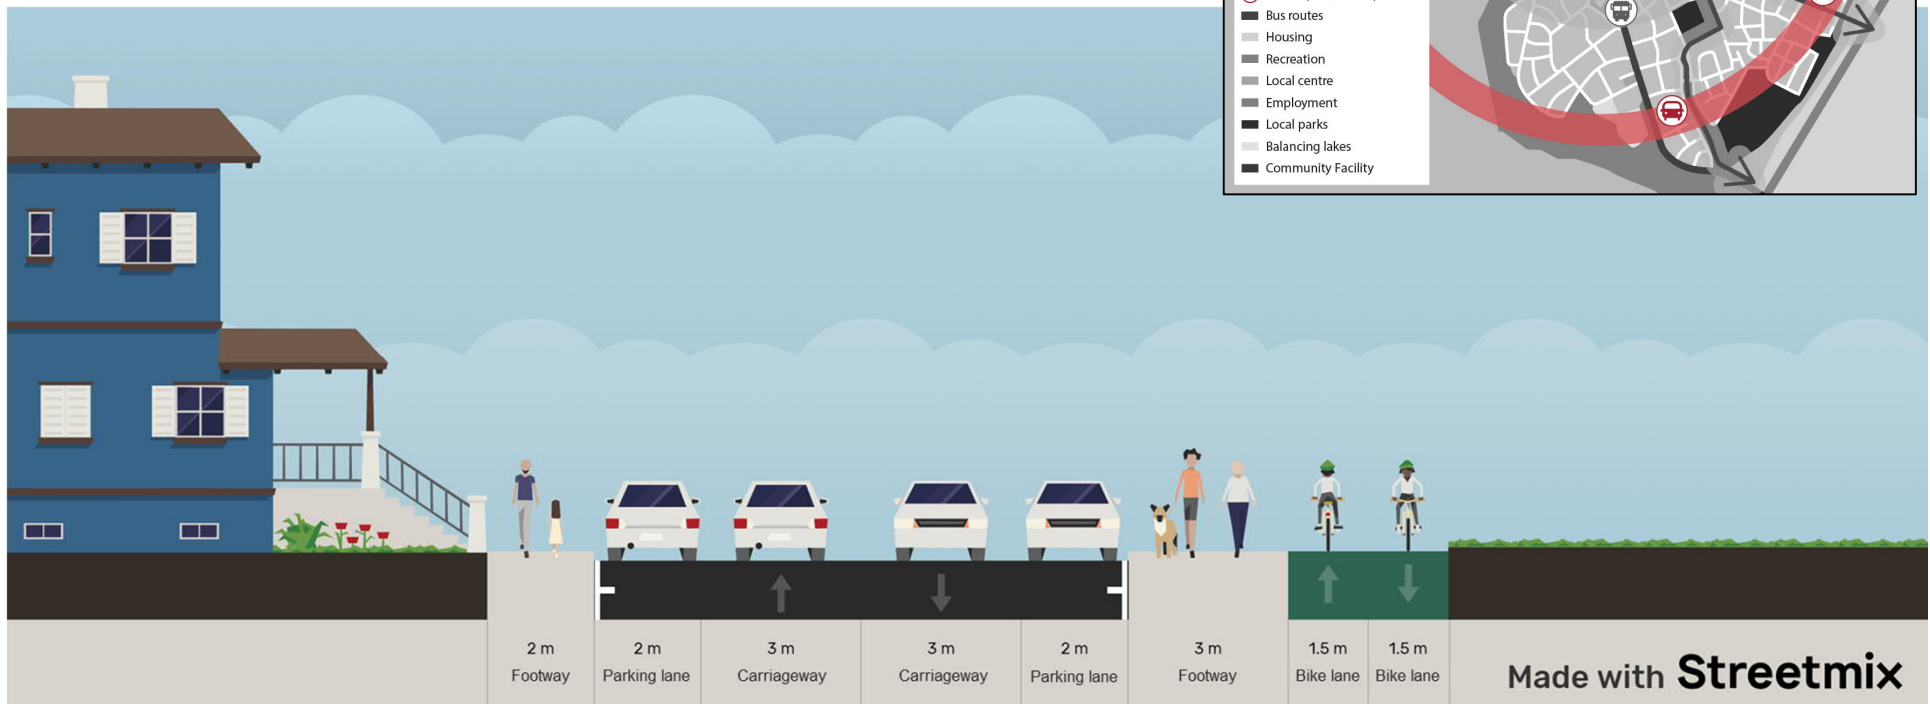 Bus routes
Housing
Recreation
Local centre
Employment
Local parks
Balancing lakes
Community Facility
2 m
Footway
2 m
Parking lane
3 m
Carriageway
3 m
Carriageway
2 m
Parking lane
3 m
Footway
1.5 m
Bike lane
1.5 m
Bike lane
Made with Streetmix